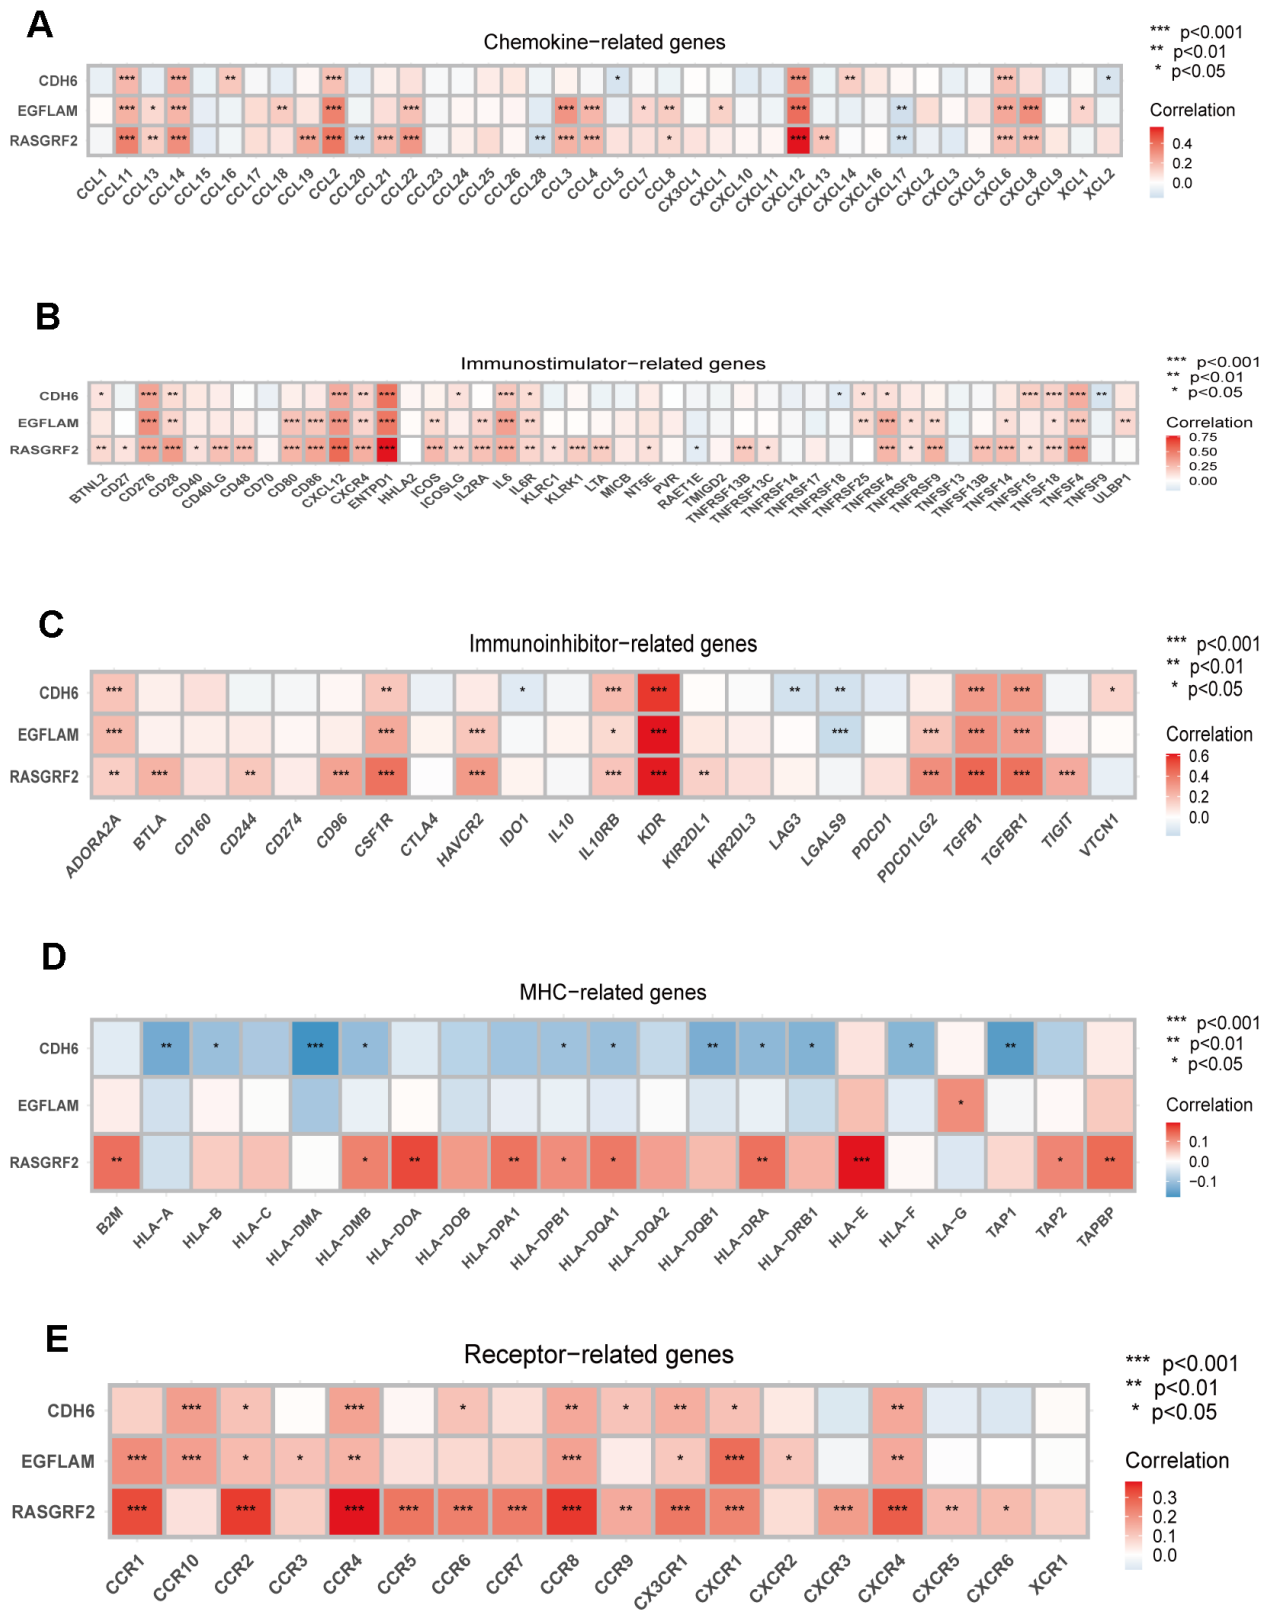 A
Chemokine−related genes
*** p<0.001
** p<0.01
* p<0.05
CDH6 *** *** ** *** * *** ** *** *
EGFLAM *** * *** ** *** *** *** *** * ** * *** ** *** *** *
RASGRF2 *** ** *** *** *** ** *** *** ** *** *** * *** ** ** *** ***
Correlation
0.4
0.2
0.0
CCL1 CCL11 CCL13 CCL14 CCL15 CCL16 CCL17 CCL18 CCL19 CCL2 CCL20 CCL21 CCL22 CCL23 CCL24 CCL25 CCL26 CCL28 CCL3 CCL4 CCL5 CCL7 CCL8 CX3CL1 CXCL1 CXCL10 CXCL11 CXCL12 CXCL13 CXCL14 CXCL16 CXCL17 CXCL2 CXCL3 CXCL5 CXCL6 CXCL8 CXCL9 XCL1 XCL2
B
Immunostimulator−related genes
*** p<0.001
** p<0.01
* p<0.05
CDH6 * *** ** *** ** *** * *** * * * * *** *** *** **
EGFLAM *** ** *** *** *** ** *** ** ** *** ** ** *** * ** * * *** **
RASGRF2 ** * *** *** * *** *** *** *** *** *** *** *** ** *** *** ** * *** *** * * *** * *** * *** *** *** * *** ***
Correlation
0.75
0.50
0.25
0.00
BTNL2 CD27 CD276 CD28 CD40 CD40LG CD48 CD70 CD80 CD86 CXCL12 CXCR4 ENTPD1 HHLA2 ICOS ICOSLG IL2RA IL6 IL6R KLRC1 KLRK1 LTA MICB NT5E PVR RAET1E TMIGD2 TNFRSF13B TNFRSF13C TNFRSF14 TNFRSF17 TNFRSF18 TNFRSF25 TNFRSF4 TNFRSF8 TNFRSF9 TNFSF13 TNFSF13B TNFSF14 TNFSF15 TNFSF18 TNFSF4 TNFSF9 ULBP1
C
Immunoinhibitor−related genes
*** p<0.001
** p<0.01
* p<0.05
CDH6 *** ** * *** *** ** ** *** *** *
EGFLAM *** *** *** * *** *** *** *** ***
RASGRF2 ** *** ** *** *** *** *** *** ** *** *** *** ***
Correlation
0.6
0.4
0.2
0.0
ADORA2A BTLA CD160 CD244 CD274 CD96 CSF1R CTLA4 HAVCR2 IDO1 IL10 IL10RB KDR KIR2DL1 KIR2DL3 LAG3 LGALS9 PDCD1 PDCD1LG2 TGFB1 TGFBR1 TIGIT VTCN1
D
MHC−related genes
*** p<0.001
** p<0.01
* p<0.05
CDH6 ** * *** * * * ** * * * **
EGFLAM *
RASGRF2 ** * ** ** * * ** *** * **
Correlation
0.1
0.0
−0.1
B2M HLA−A HLA−B HLA−C HLA−DMA HLA−DMB HLA−DOA HLA−DOB HLA−DPA1 HLA−DPB1 HLA−DQA1 HLA−DQA2 HLA−DQB1 HLA−DRA HLA−DRB1 HLA−E HLA−F HLA−G TAP1 TAP2 TAPBP
E
Receptor−related genes
*** p<0.001
** p<0.01
* p<0.05
CDH6 *** * *** * ** * ** * **
EGFLAM *** *** * * ** *** * *** * **
RASGRF2 *** *** *** *** *** *** *** ** *** *** *** *** ** *
Correlation
0.3
0.2
0.1
0.0
CCR1 CCR10 CCR2 CCR3 CCR4 CCR5 CCR6 CCR7 CCR8 CCR9 CX3CR1 CXCR1 CXCR2 CXCR3 CXCR4 CXCR5 CXCR6 XCR1